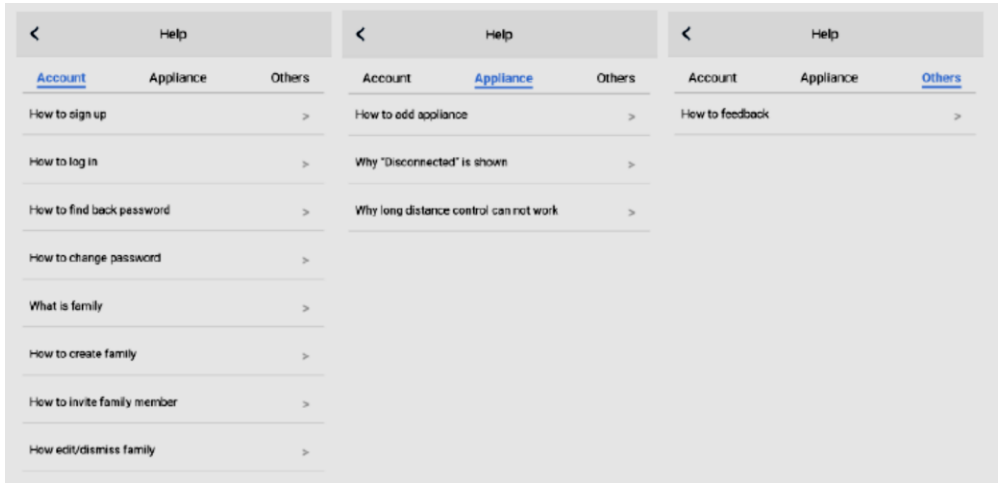 Help
Account Appliance Others
How to sign up >
How to log in >
How to find back password >
How to change password >
What is family >
How to create family >
How to invite family member >
How edit/dismiss family >
Help
Account Appliance Others
How to add appliance >
Why "Disconnected" is shown >
Why long distance control can not work >
Help
Account Appliance Others
How to feedback >